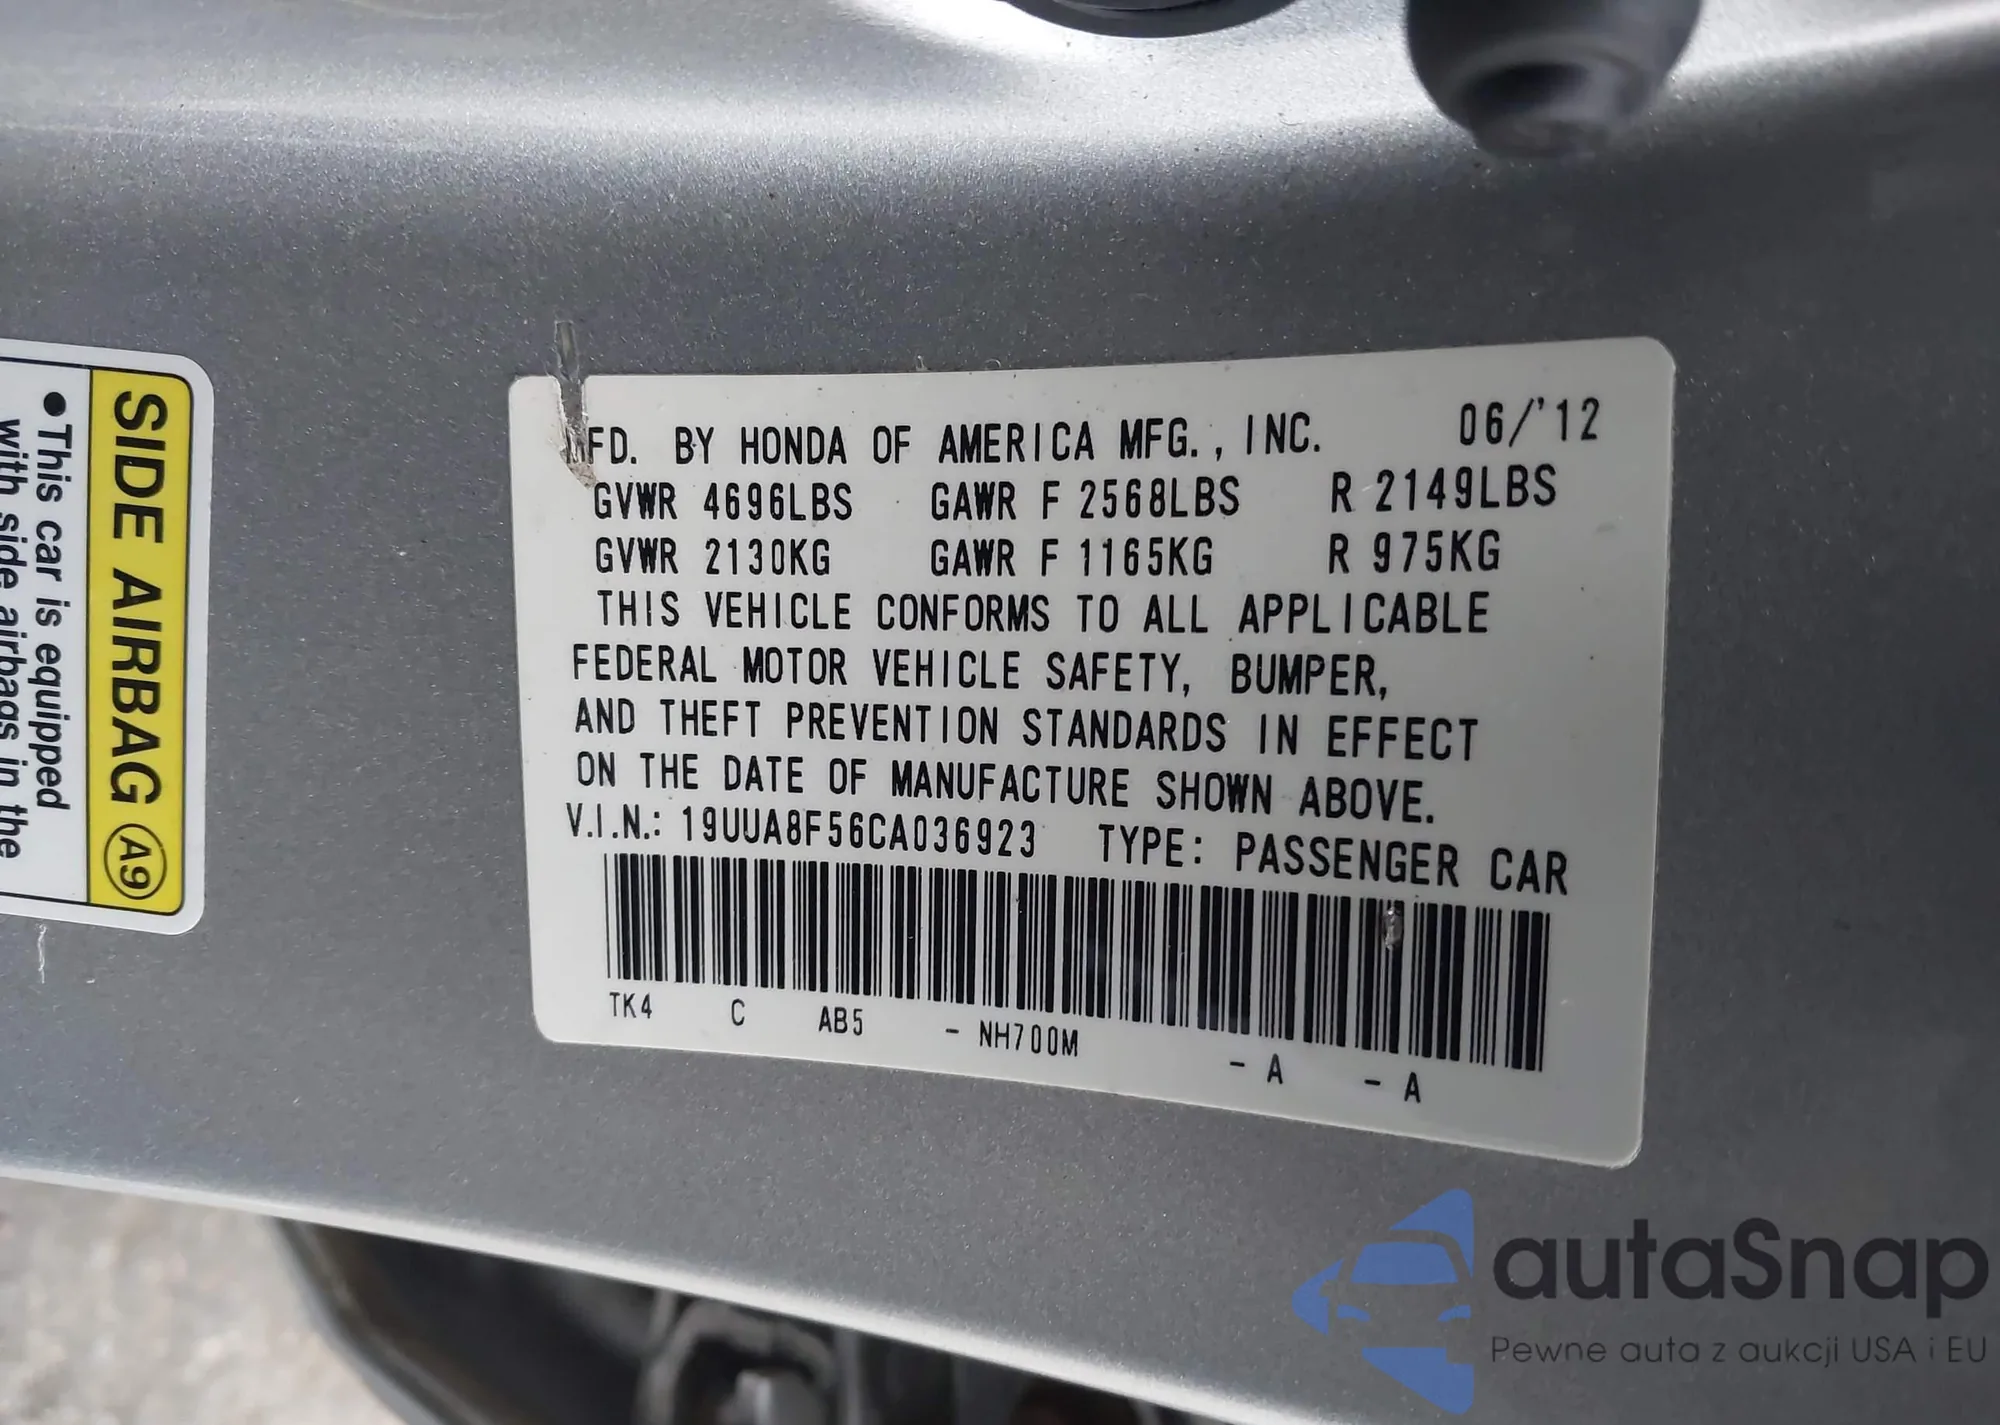 SIDE AIRBAG A9
●This car is equipped
with side airbags in the
MFD. BY HONDA OF AMERICA MFG., INC. 06/'12
GVWR 4696LBS GAWR F 2568LBS R 2149LBS
GVWR 2130KG GAWR F 1165KG R 975KG
THIS VEHICLE CONFORMS TO ALL APPLICABLE
FEDERAL MOTOR VEHICLE SAFETY, BUMPER,
AND THEFT PREVENTION STANDARDS IN EFFECT
ON THE DATE OF MANUFACTURE SHOWN ABOVE.
V.I.N.: 19UUA8F56CA036923 TYPE: PASSENGER CAR
TK4 C AB5 - NH700M - A - A
autaSnap
Pewne auta z aukcji USA i EU